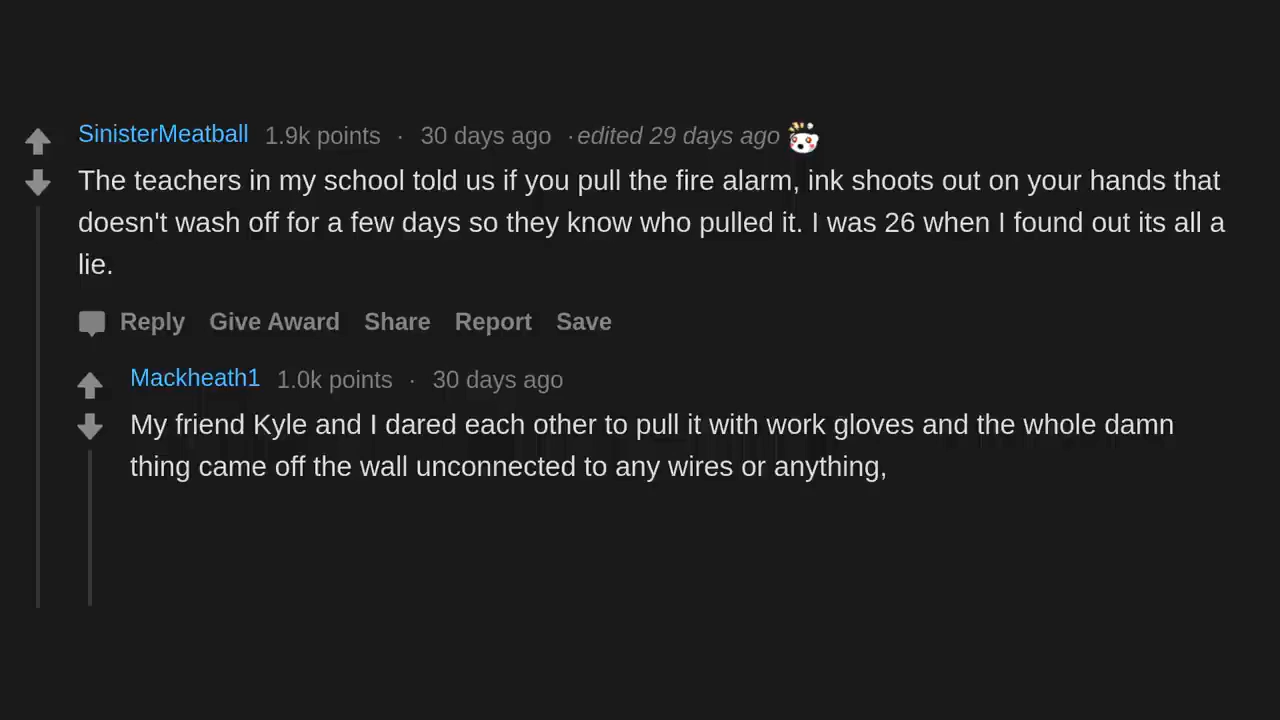 SinisterMeatball 1.9k points · 30 days ago · edited 29 days ago
The teachers in my school told us if you pull the fire alarm, ink shoots out on your hands that
doesn't wash off for a few days so they know who pulled it. I was 26 when I found out its all a
lie.
Reply Give Award Share Report Save
Mackheath1 1.0k points · 30 days ago
My friend Kyle and I dared each other to pull it with work gloves and the whole damn
thing came off the wall unconnected to any wires or anything,